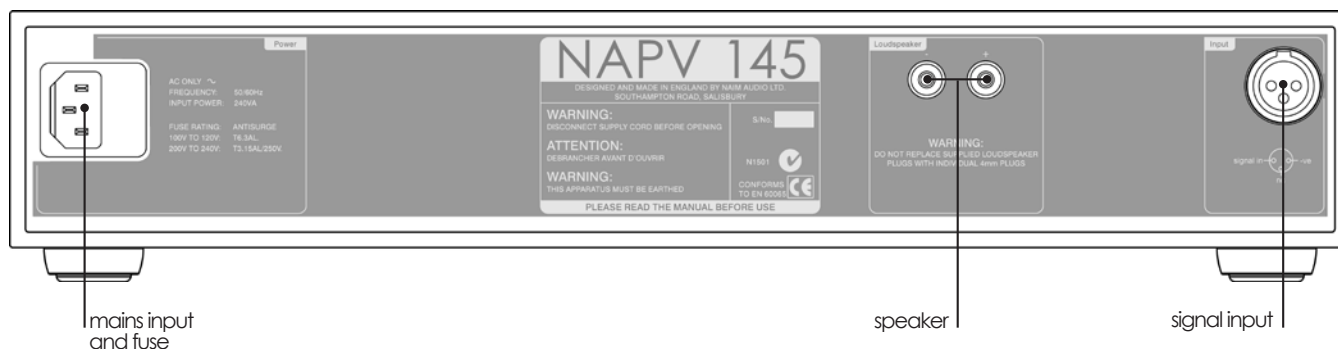 Power
AC ONLY
FREQUENCY: 50/60Hz
INPUT POWER: 240VA
FUSE RATING: ANTISURGE
100V TO 120V: T6.3AL.
200V TO 240V: T3.15AL/250V.
NAPV 145
DESIGNED AND MADE IN ENGLAND BY NAIM AUDIO LTD.
SOUTHAMPTON ROAD, SALISBURY
WARNING:
DISCONNECT SUPPLY CORD BEFORE OPENING
ATTENTION:
DEBRANCHER AVANT D'OUVRIR
WARNING:
THIS APPARATUS MUST BE EARTHED
S/No.
N1501
CONFORMS
TO EN 60065
CE
PLEASE READ THE MANUAL BEFORE USE
Loudspeaker
- +
WARNING:
DO NOT REPLACE SUPPLIED LOUDSPEAKER
PLUGS WITH INDIVIDUAL 4mm PLUGS
Input
signal in -ve
mains input
and fuse
speaker
signal input